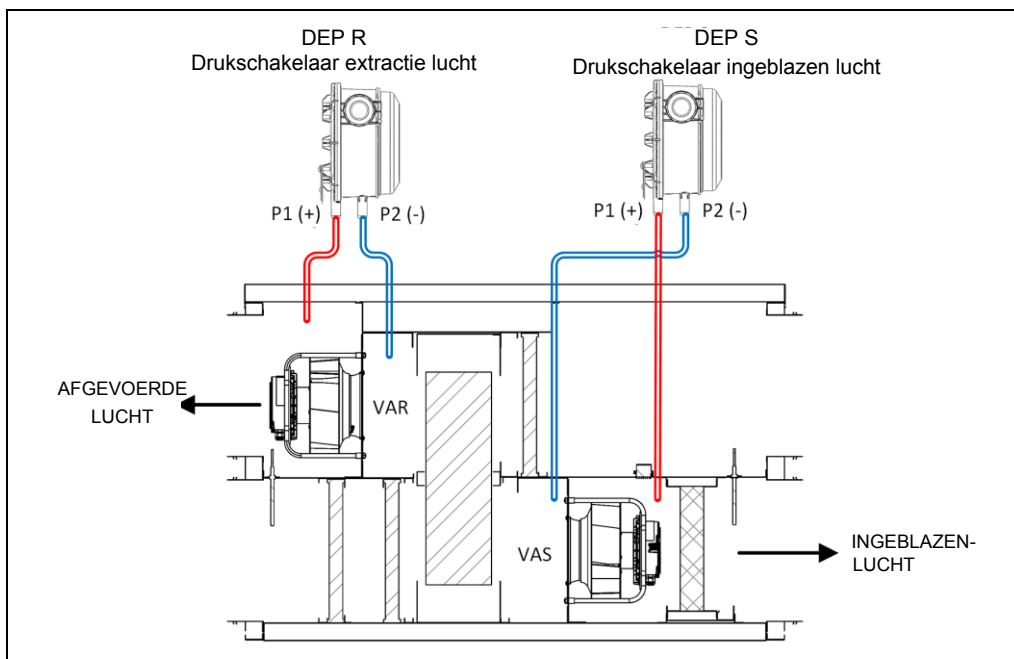 DEP R
Drukschakelaar extractie lucht
DEP S
Drukschakelaar ingeblazen lucht
P1 (+)
P2 (-)
P1 (+)
P2 (-)
AFGEVOERDE
LUCHT
VAR
VAS
INGEBLAZEN-
LUCHT